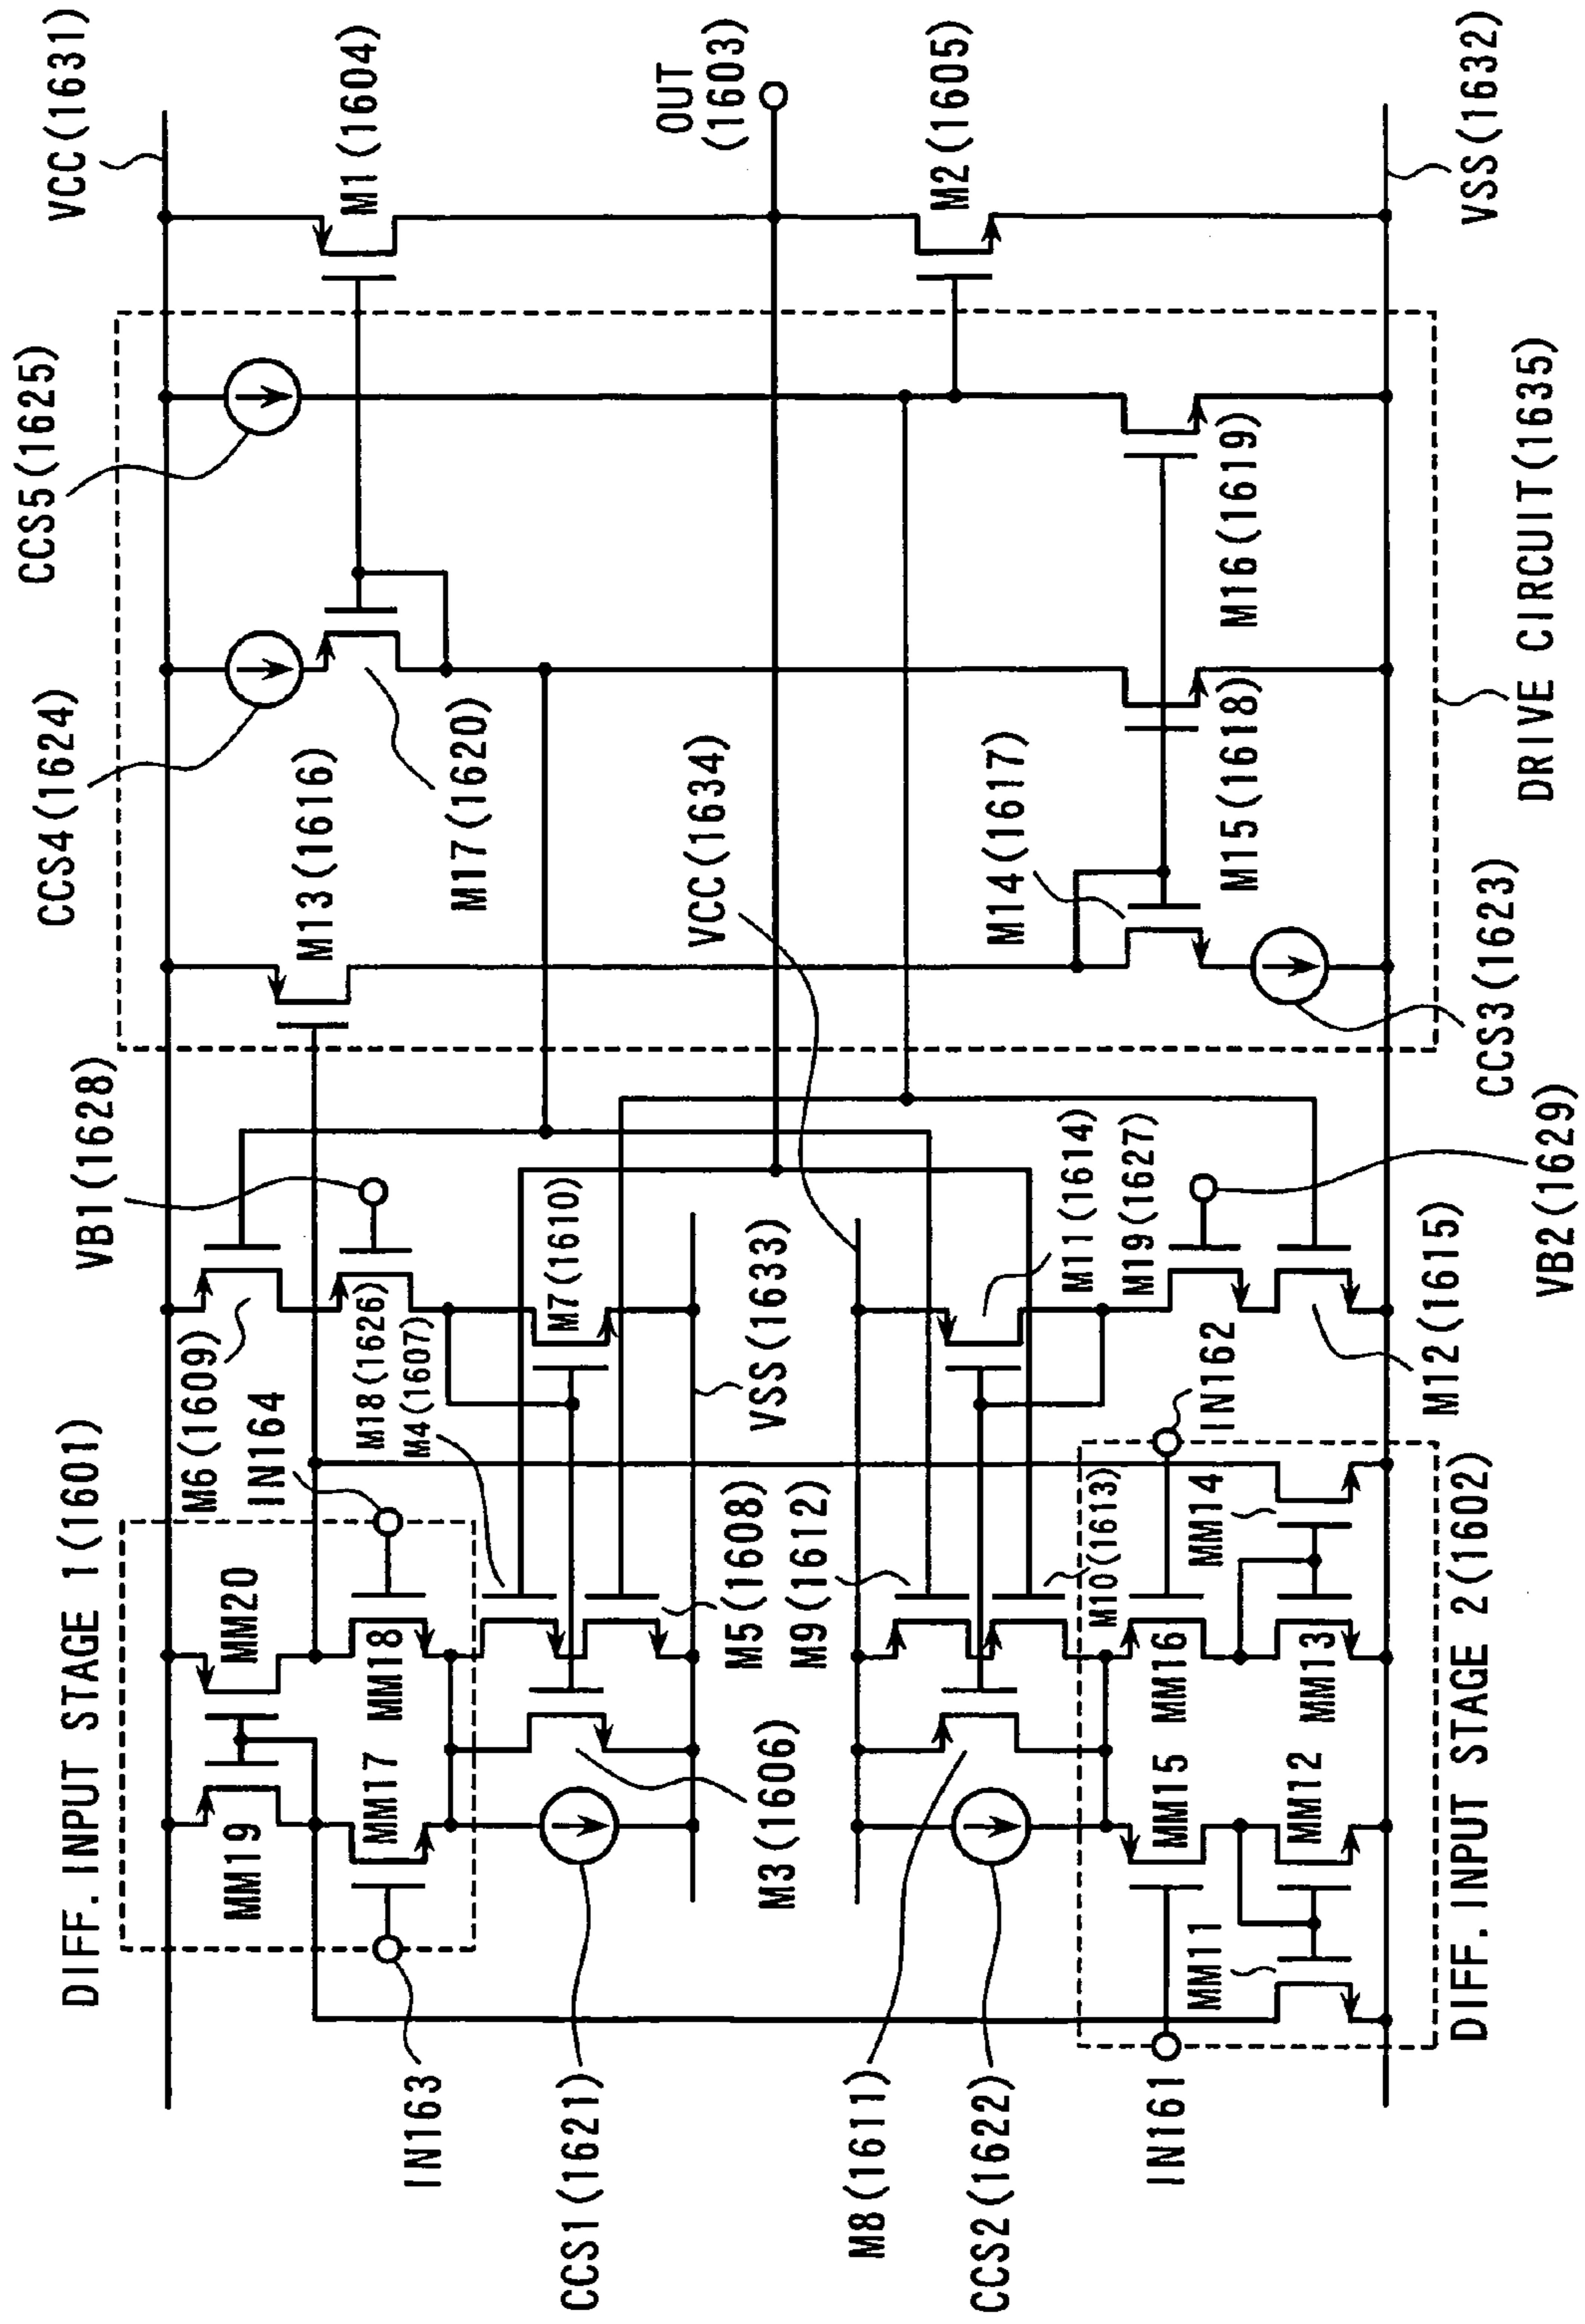 VCC(1631)
M1(1604)
OUT
(1603)
M2(1605)
VSS(1632)
CCS5(1625)
CCS4(1624)
M13(1616)
M17(1620)
VCC(1634)
M14(1617)
M15(1618)
M16(1619)
CCS3(1623)
DRIVE CIRCUIT(1635)
VB1(1628)
M6(1609)
IN164
M18(1626)
M4(1607)
M7(1610)
VSS(1633)
M11(1614)
M19(1627)
IN162
M12(1615)
VB2(1629)
DIFF.INPUT STAGE 1(1601)
MM20
MM18
MM19
MM17
M5(1608)
M9(1612)
M10(1613)
MM14
MM16
MM13
M3(1606)
MM15
MM12
MM11
DIFF.INPUT STAGE 2(1602)
IN163
CCS1(1621)
M8(1611)
CCS2(1622)
IN161